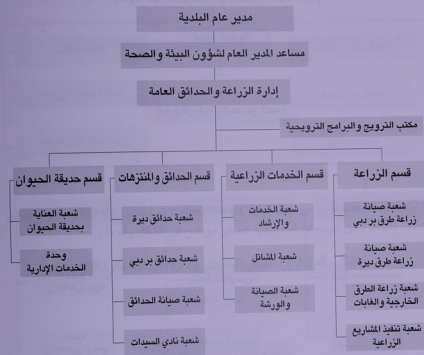 مدير عام البلدية
مساعد المدير العام لشؤون البيئة والصحة
إدارة الزراعة والحدائق العامة
مكتب الترويج والبرامج الترويحية
قسم الزراعة
شعبة صيانة
زراعة طرق بر دبي
شعبة صيانة
زراعة طرق ديرة
شعبة زراعة الطرق
الخارجية والغابات
شعبة تنفيذ المشاريع
الزراعية
قسم الخدمات الزراعية
شعبة الخدمات
والإرشاد
شعبة المشاتل
شعبة الصيانة
والورشة
قسم الحدائق والمنتزهات
شعبة حدائق ديرة
شعبة حدائق بر دبي
شعبة صيانة الحدائق
شعبة نادي السيدات
قسم حديقة الحيوان
شعبة العناية
بحديقة الحيوان
وحدة
الخدمات الإدارية